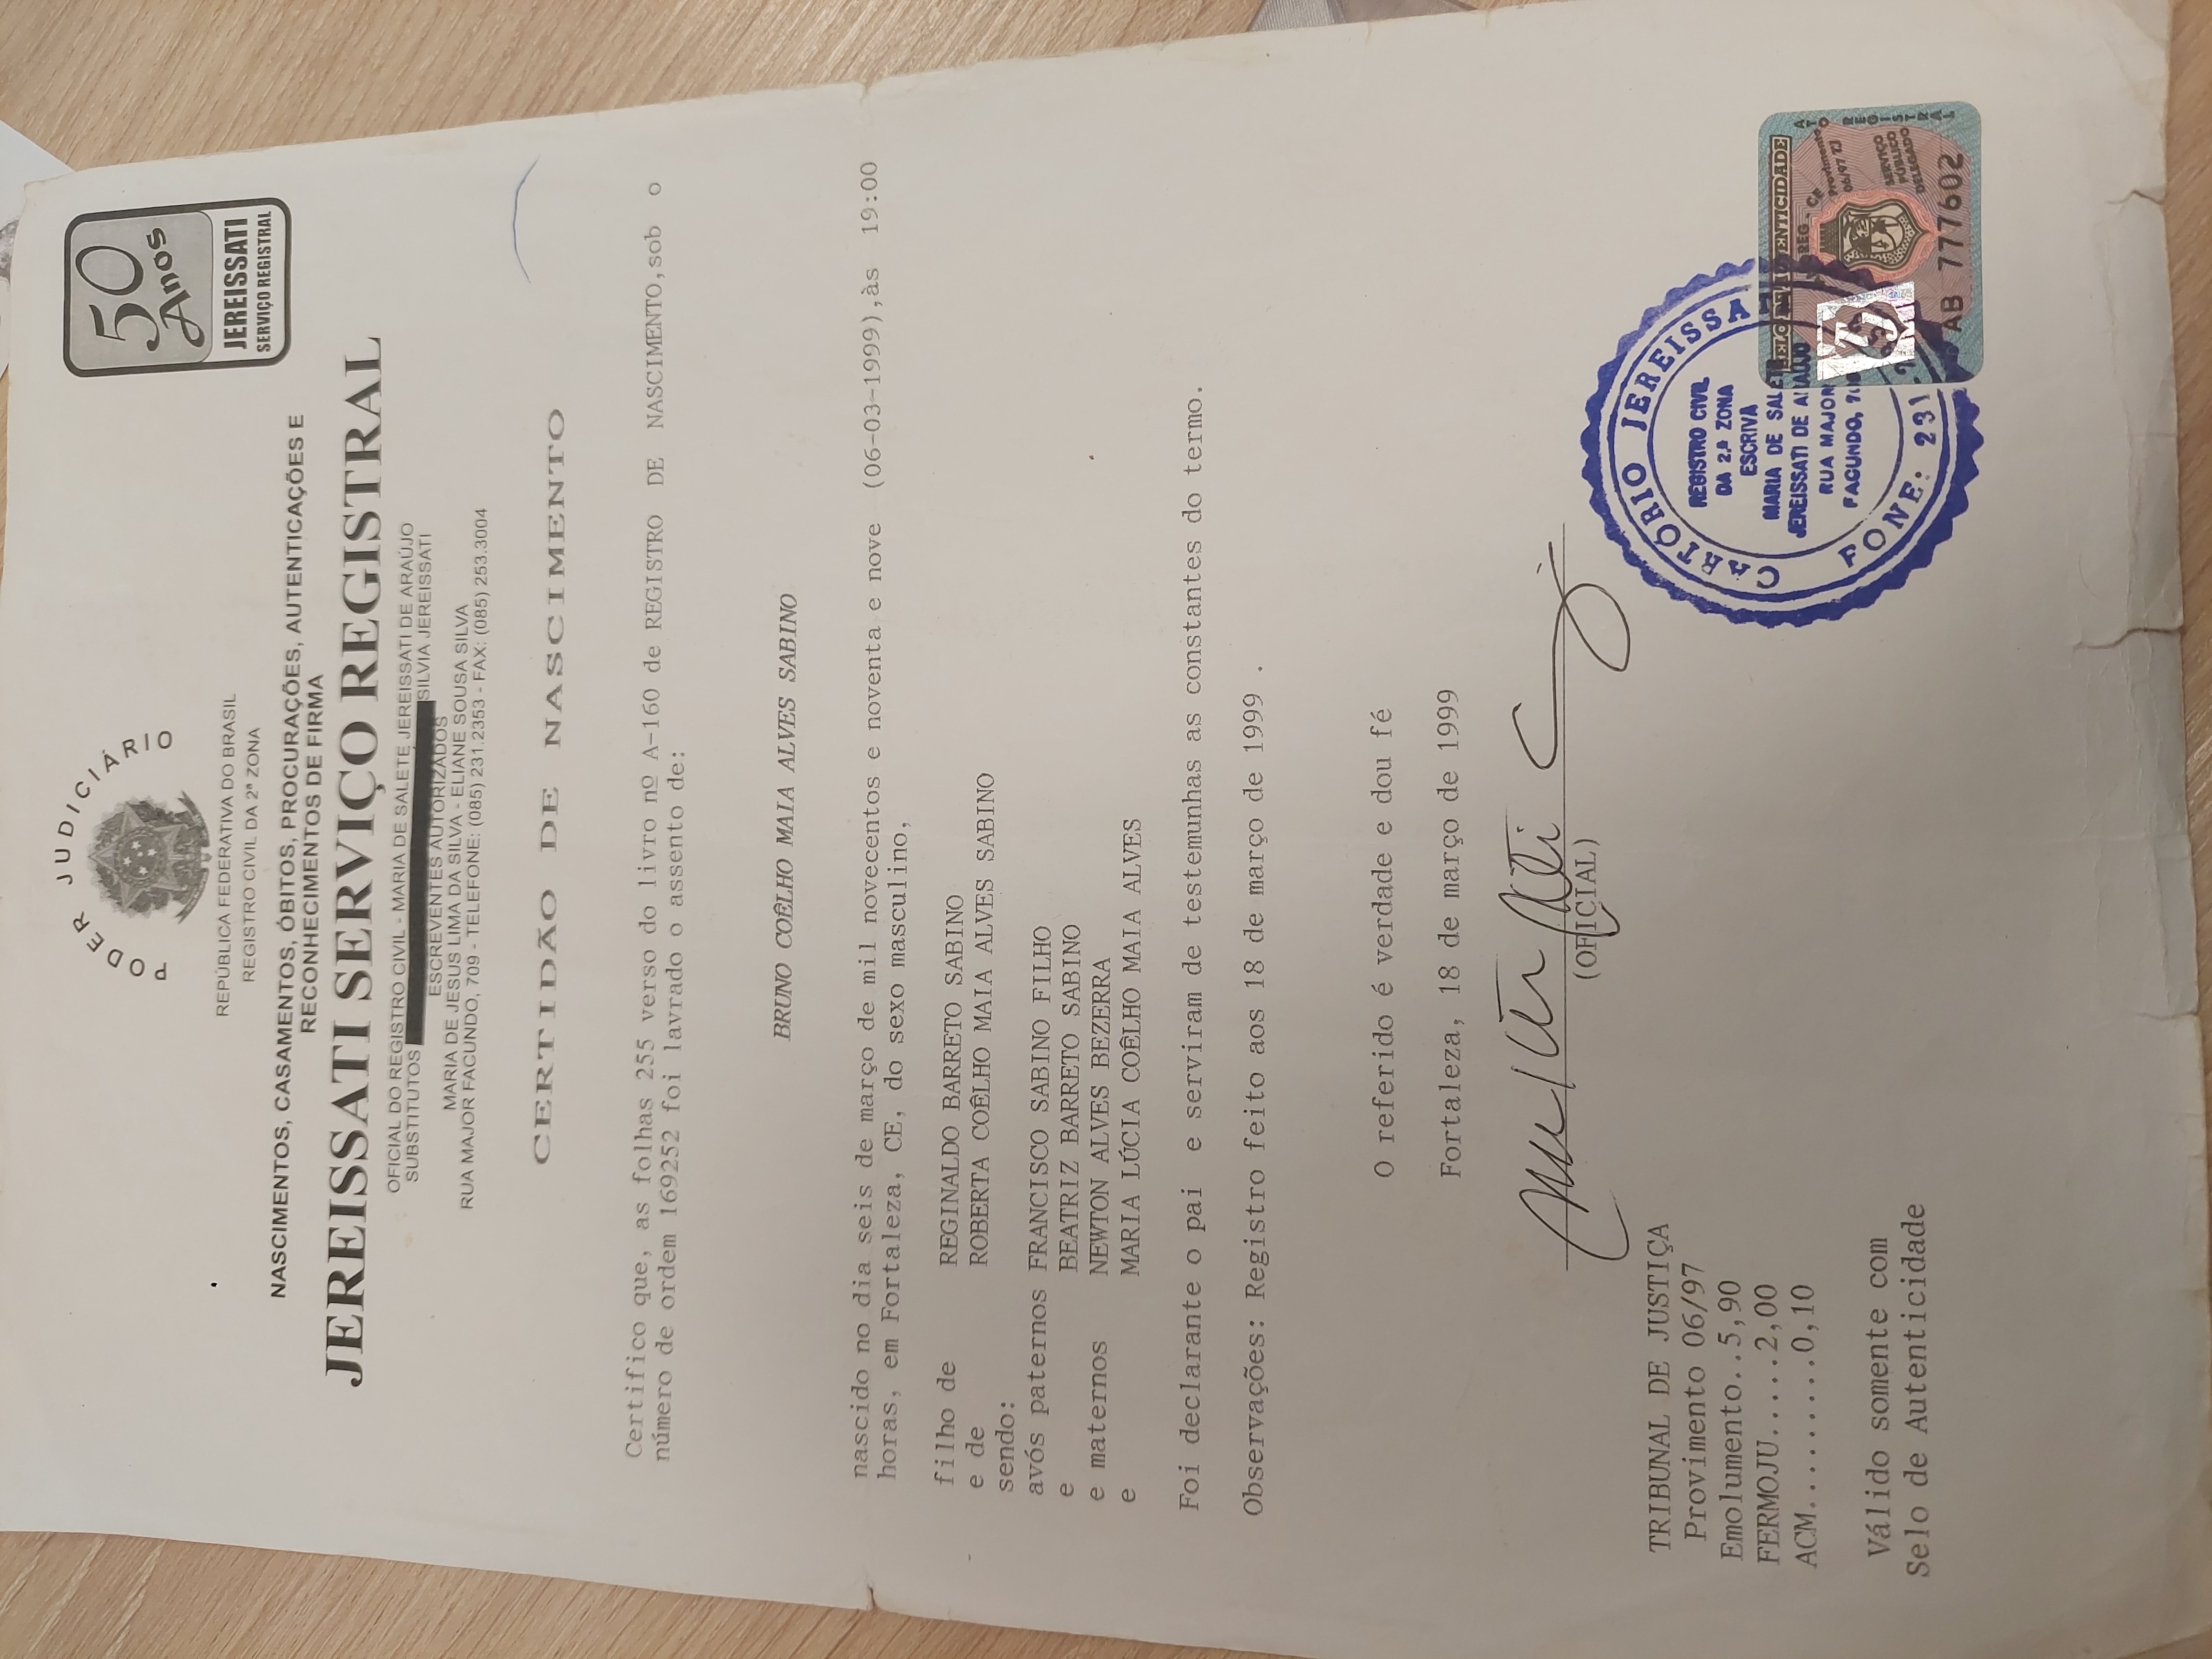 PODER JUDICIÁRIO
50
Anos
JEREISSATI
SERVIÇO REGISTRAL
REPÚBLICA FEDERATIVA DO BRASIL
REGISTRO CIVIL DA 2ª ZONA
NASCIMENTOS, CASAMENTOS, ÓBITOS, PROCURAÇÕES, AUTENTICAÇÕES E
RECONHECIMENTOS DE FIRMA
JEREISSATI SERVIÇO REGISTRAL
OFICIAL DO REGISTRO CIVIL - MARIA DE SALETE JEREISSATI DE ARAÚJO
SUBSTITUTOS SILVIA JEREISSATI
ESCREVENTES AUTORIZADOS
MARIA DE JESUS LIMA DA SILVA - ELIANE SOUSA SILVA
RUA MAJOR FACUNDO, 709 - TELEFONE: (085) 231.2353 - FAX: (085) 253.3004
CERTIDÃO DE NASCIMENTO
Certifico que, as folhas 255 verso do livro nº A-160 de REGISTRO DE NASCIMENTO,sob o
número de ordem 169252 foi lavrado o assento de:
BRUNO COÊLHO MAIA ALVES SABINO
nascido no dia seis de março de mil novecentos e noventa e nove (06-03-1999),às 19:00
horas, em Fortaleza, CE, do sexo masculino,
filho de REGINALDO BARRETO SABINO
e de ROBERTA COÊLHO MAIA ALVES SABINO
sendo:
avós paternos FRANCISCO SABINO FILHO
e BEATRIZ BARRETO SABINO
e maternos NEWTON ALVES BEZERRA
e MARIA LÚCIA COÊLHO MAIA ALVES
Foi declarante o pai e serviram de testemunhas as constantes do termo.
Observações: Registro feito aos 18 de março de 1999 .
O referido é verdade e dou fé
Fortaleza, 18 de março de 1999
(OFICIAL)
TRIBUNAL DE JUSTIÇA
Provimento 06/97
Emolumento..5,90
FERMOJU.....2,00
ACM.........0,10
Válido somente com
Selo de Autenticidade
CARTÓRIO
REGISTRO CIVIL
DA 2.ª ZONA
ESCRIVA
MARIA DE
JEREISSATI DE
RUA MAJOR
FACUNDO,
FONE: 231
Provimento
06/97 TJ
SERVIÇO
PÚBLICO
DELEGADO
ATO REGISTRAL
AB 777602